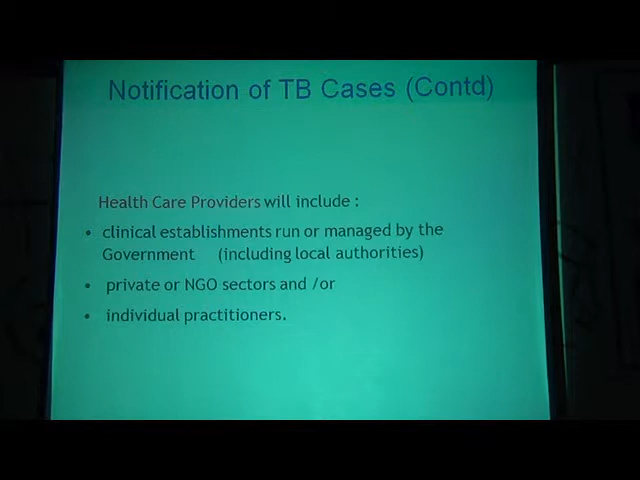 Notification of TB Cases (Contd)
Health Care Providers will include :
• clinical establishments run or managed by the
Government (including local authorities)
• private or NGO sectors and /or
• individual practitioners.